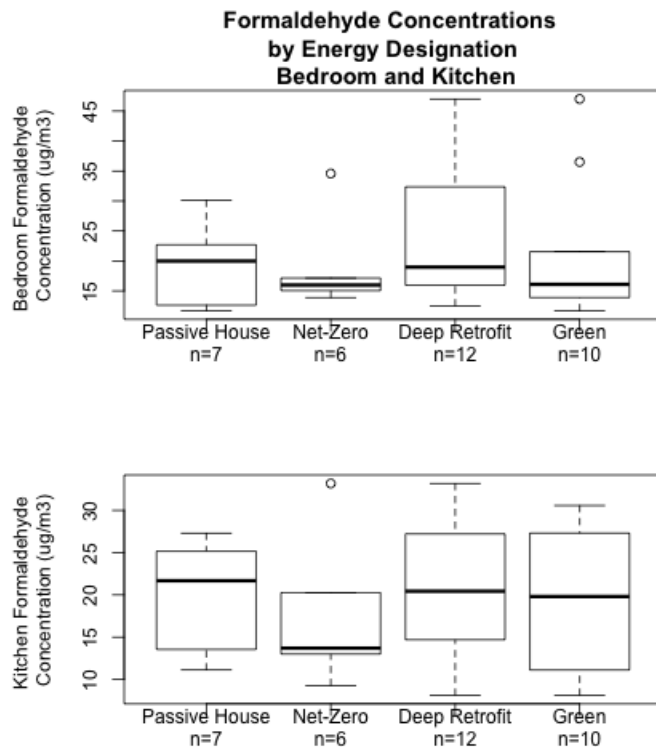 Formaldehyde Concentrations
by Energy Designation
Bedroom and Kitchen
Bedroom Formaldehyde
Concentration (ug/m3)
45
35
25
15
Passive House
n=7
Net-Zero
n=6
Deep Retrofit
n=12
Green
n=10
Kitchen Formaldehyde
Concentration (ug/m3)
30
25
20
15
10
Passive House
n=7
Net-Zero
n=6
Deep Retrofit
n=12
Green
n=10